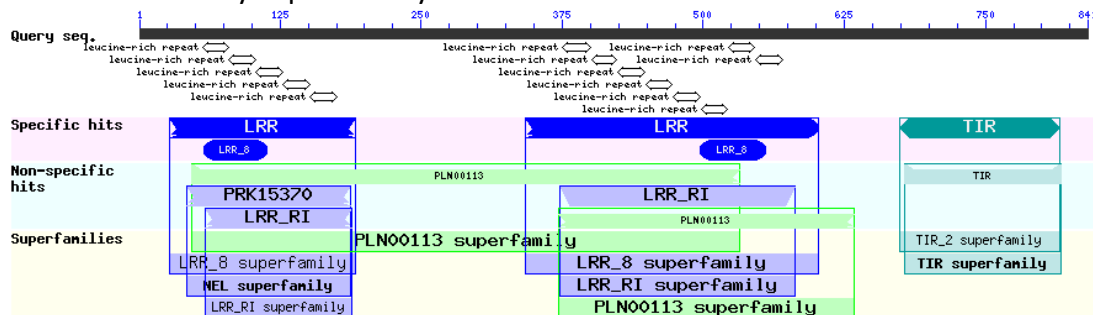 1 125 250 375 500 625 750 841
Query seq.
leucine-rich repeat leucine-rich repeat leucine-rich repeat
leucine-rich repeat leucine-rich repeat leucine-rich repeat
leucine-rich repeat leucine-rich repeat
leucine-rich repeat leucine-rich repeat
leucine-rich repeat leucine-rich repeat
leucine-rich repeat
Specific hits LRR LRR TIR
LRR_8 LRR_8
Non-specific PLN00113 TIR
hits
PRK15370 LRR_RI
LRR_RI PLN00113
Superfamilies PLN00113 superfamily TIR_2 superfamily
LRR_8 superfamily LRR_8 superfamily TIR superfamily
NEL superfamily LRR_RI superfamily
LRR_RI superfamily PLN00113 superfamily